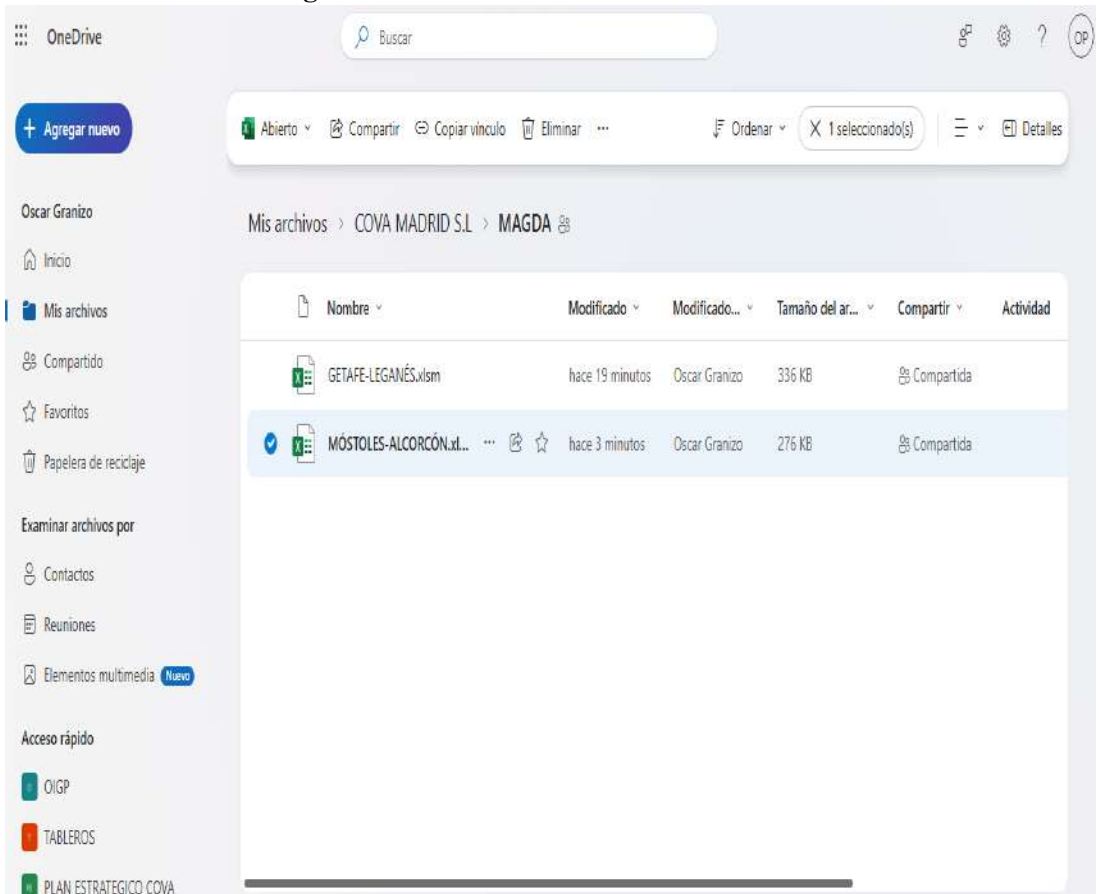 OneDrive
Buscar
OP
Agregar nuevo
Abierto
Compartir
Copiar vínculo
Eliminar
...
Ordenar
1 seleccionado(s)
Detalles
Oscar Granizo
Inicio
Mis archivos
Compartido
Favoritos
Papelera de reciclaje
Examinar archivos por
Contactos
Reuniones
Elementos multimedia Nuevo
Acceso rápido
OIGP
TABLEROS
PLAN ESTRATEGICO COVA
Mis archivos > COVA MADRID S.L > MAGDA
Nombre Modificado Modificado... Tamaño del ar... Compartir Actividad
GETAFE-LEGANÉS.xlsm hace 19 minutos Oscar Granizo 336 KB Compartida
MÓSTOLES-ALCORCÓN.xl... ... hace 3 minutos Oscar Granizo 276 KB Compartida